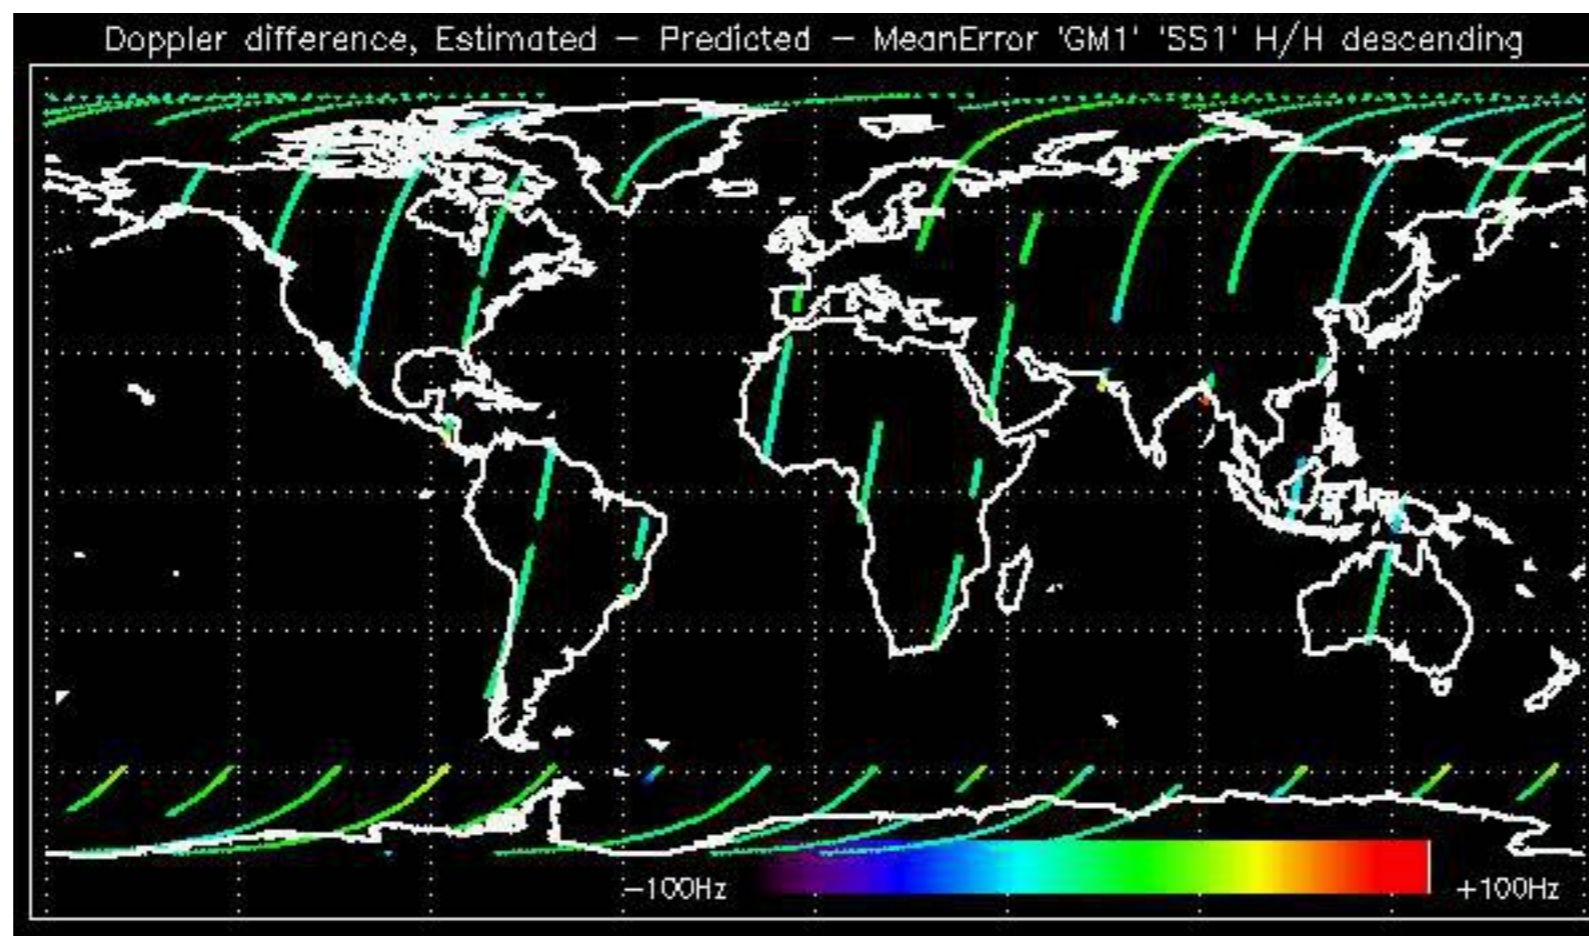 Doppler difference, Estimated – Predicted – MeanError 'GM1' 'SS1' H/H descending
-100Hz
+100Hz